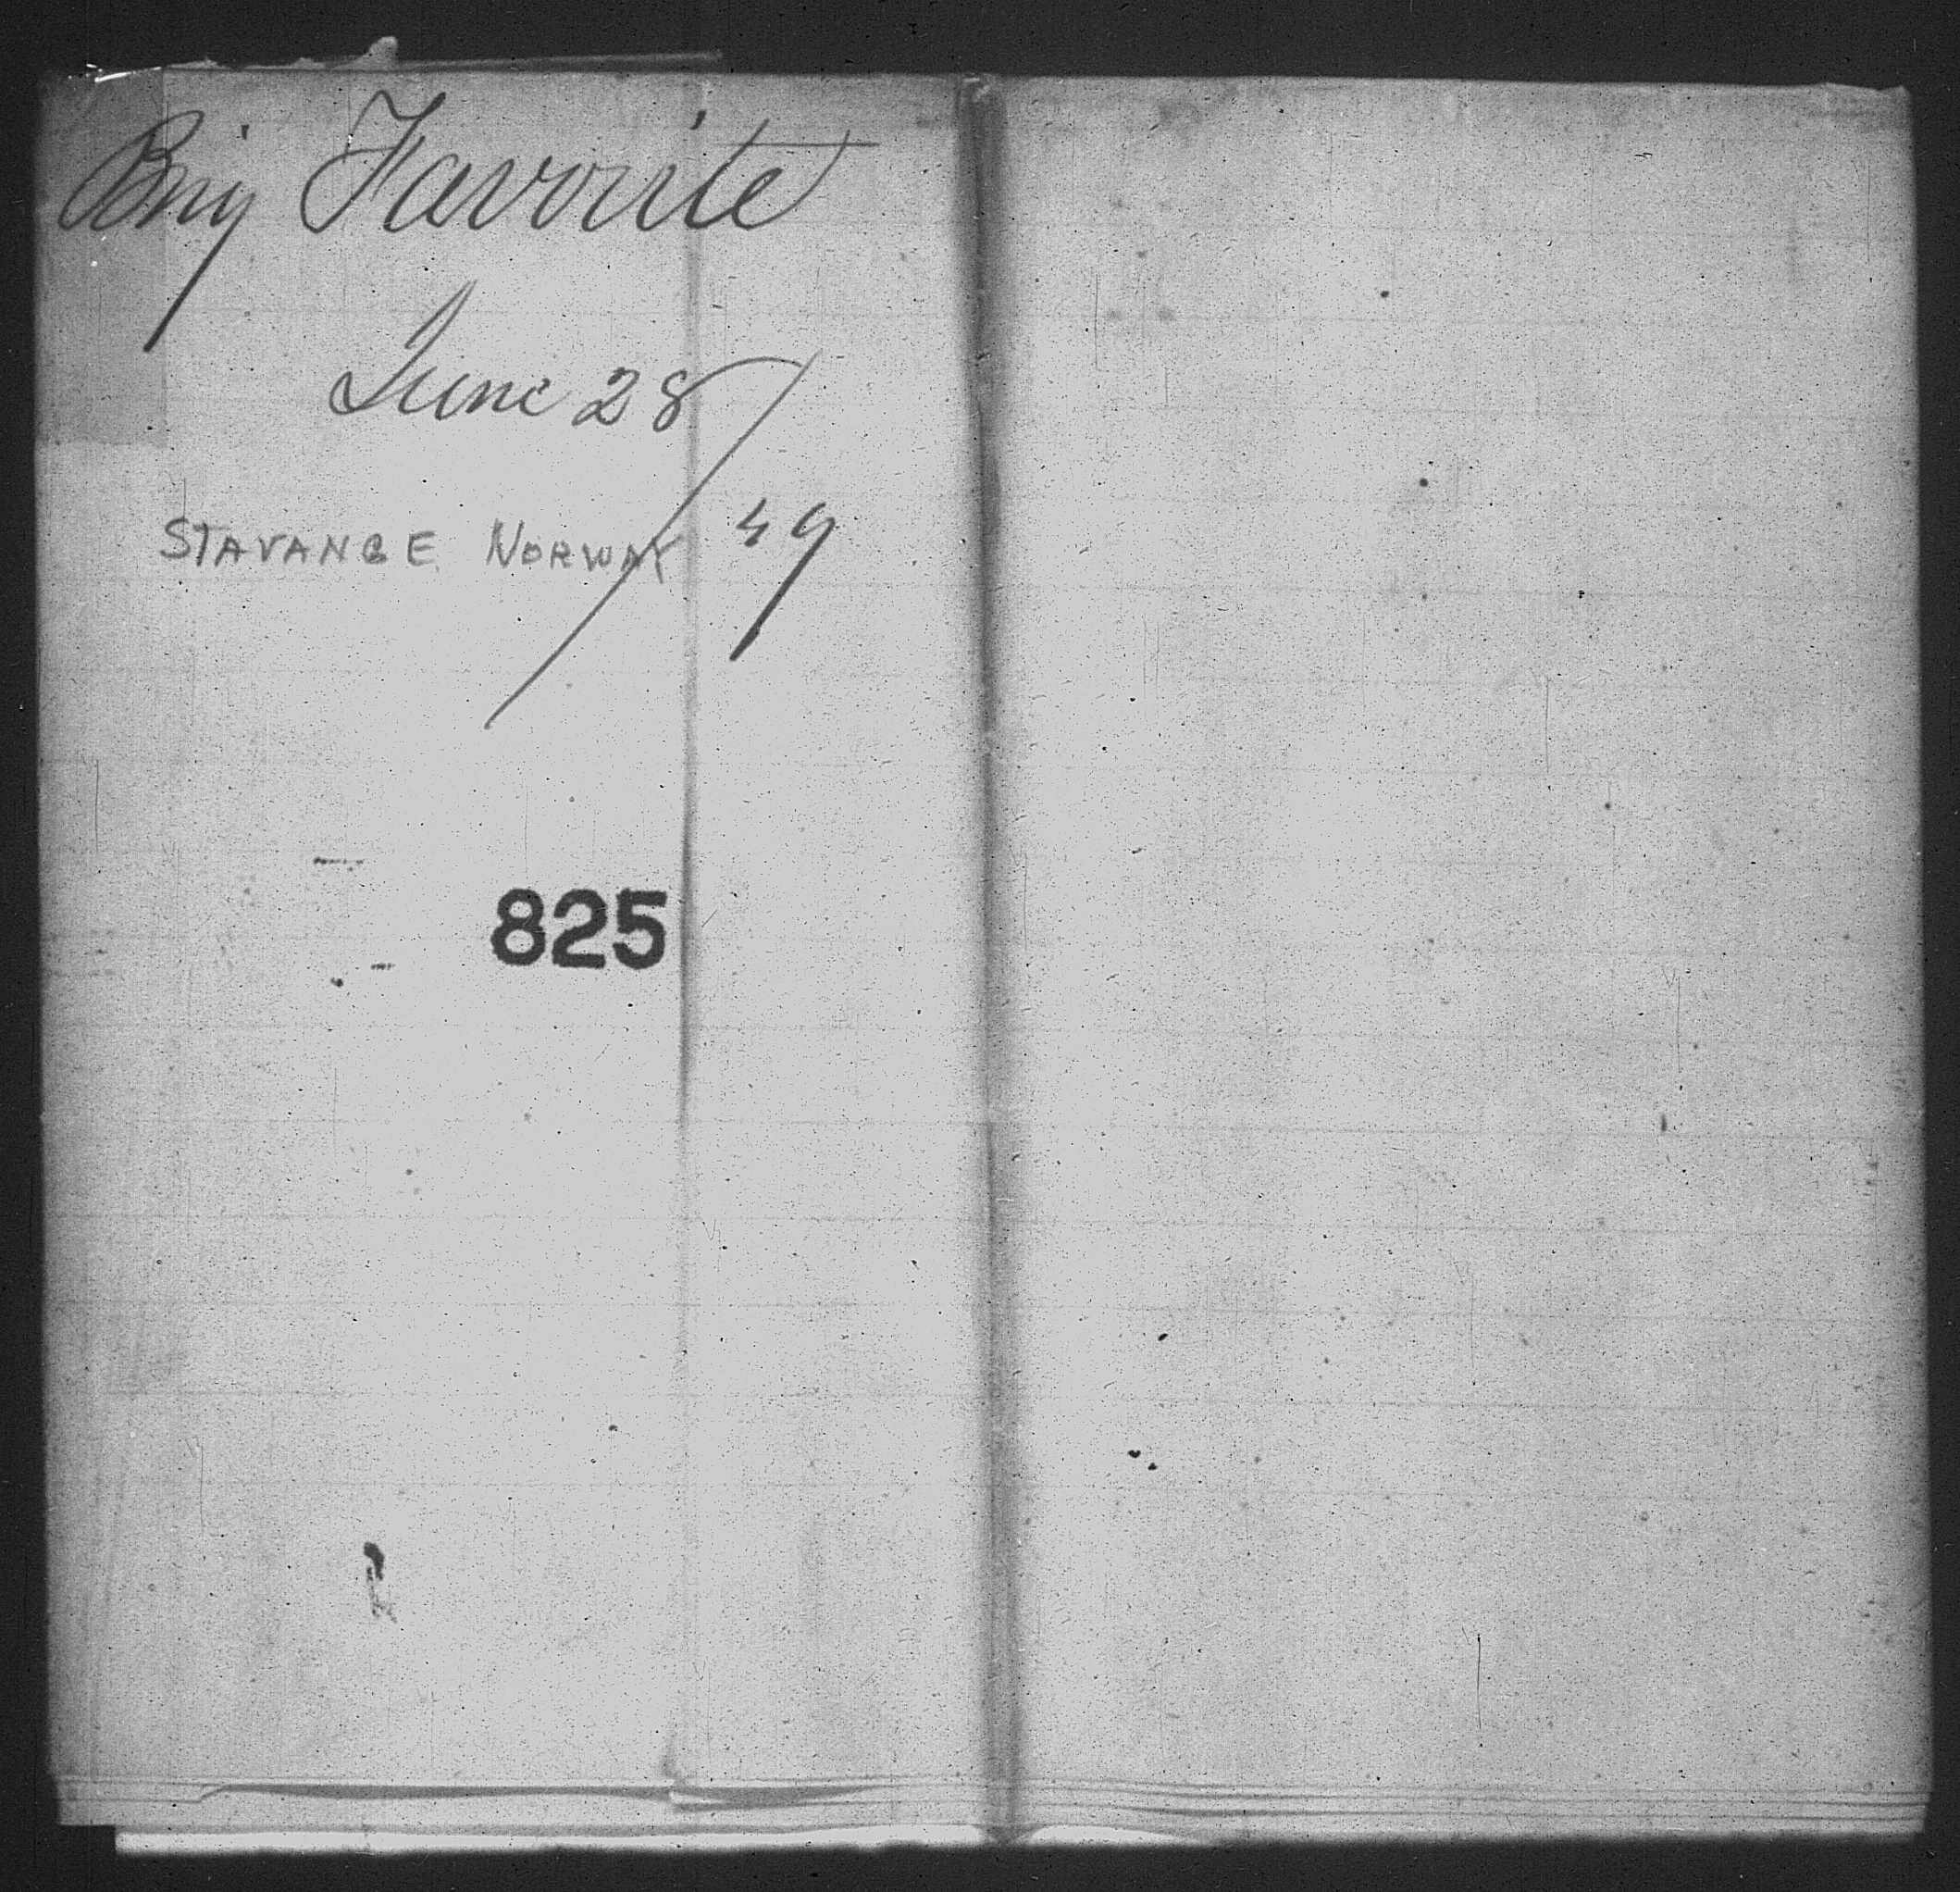 Brig Favorite
June 28/49
STAVANGE NORWAY
825